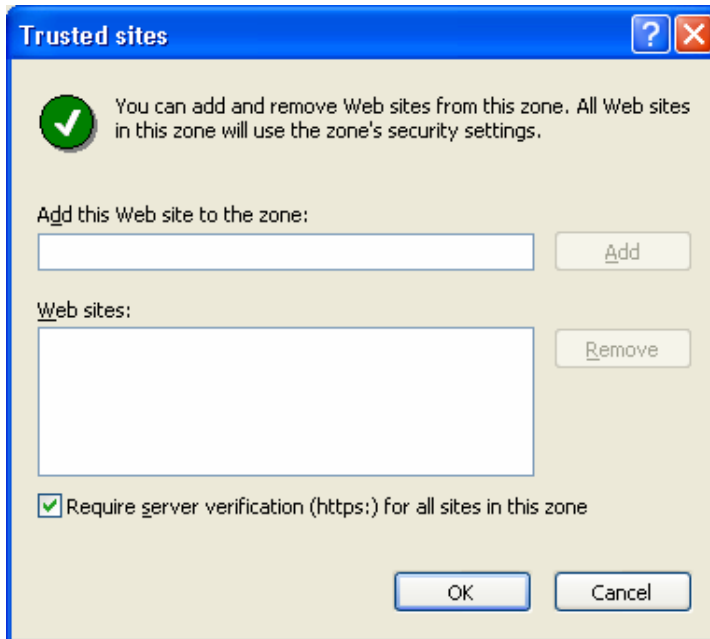 Trusted sites
You can add and remove Web sites from this zone. All Web sites
in this zone will use the zone's security settings.
Add this Web site to the zone:
Add
Web sites:
Remove
Require server verification (https:) for all sites in this zone
OK
Cancel